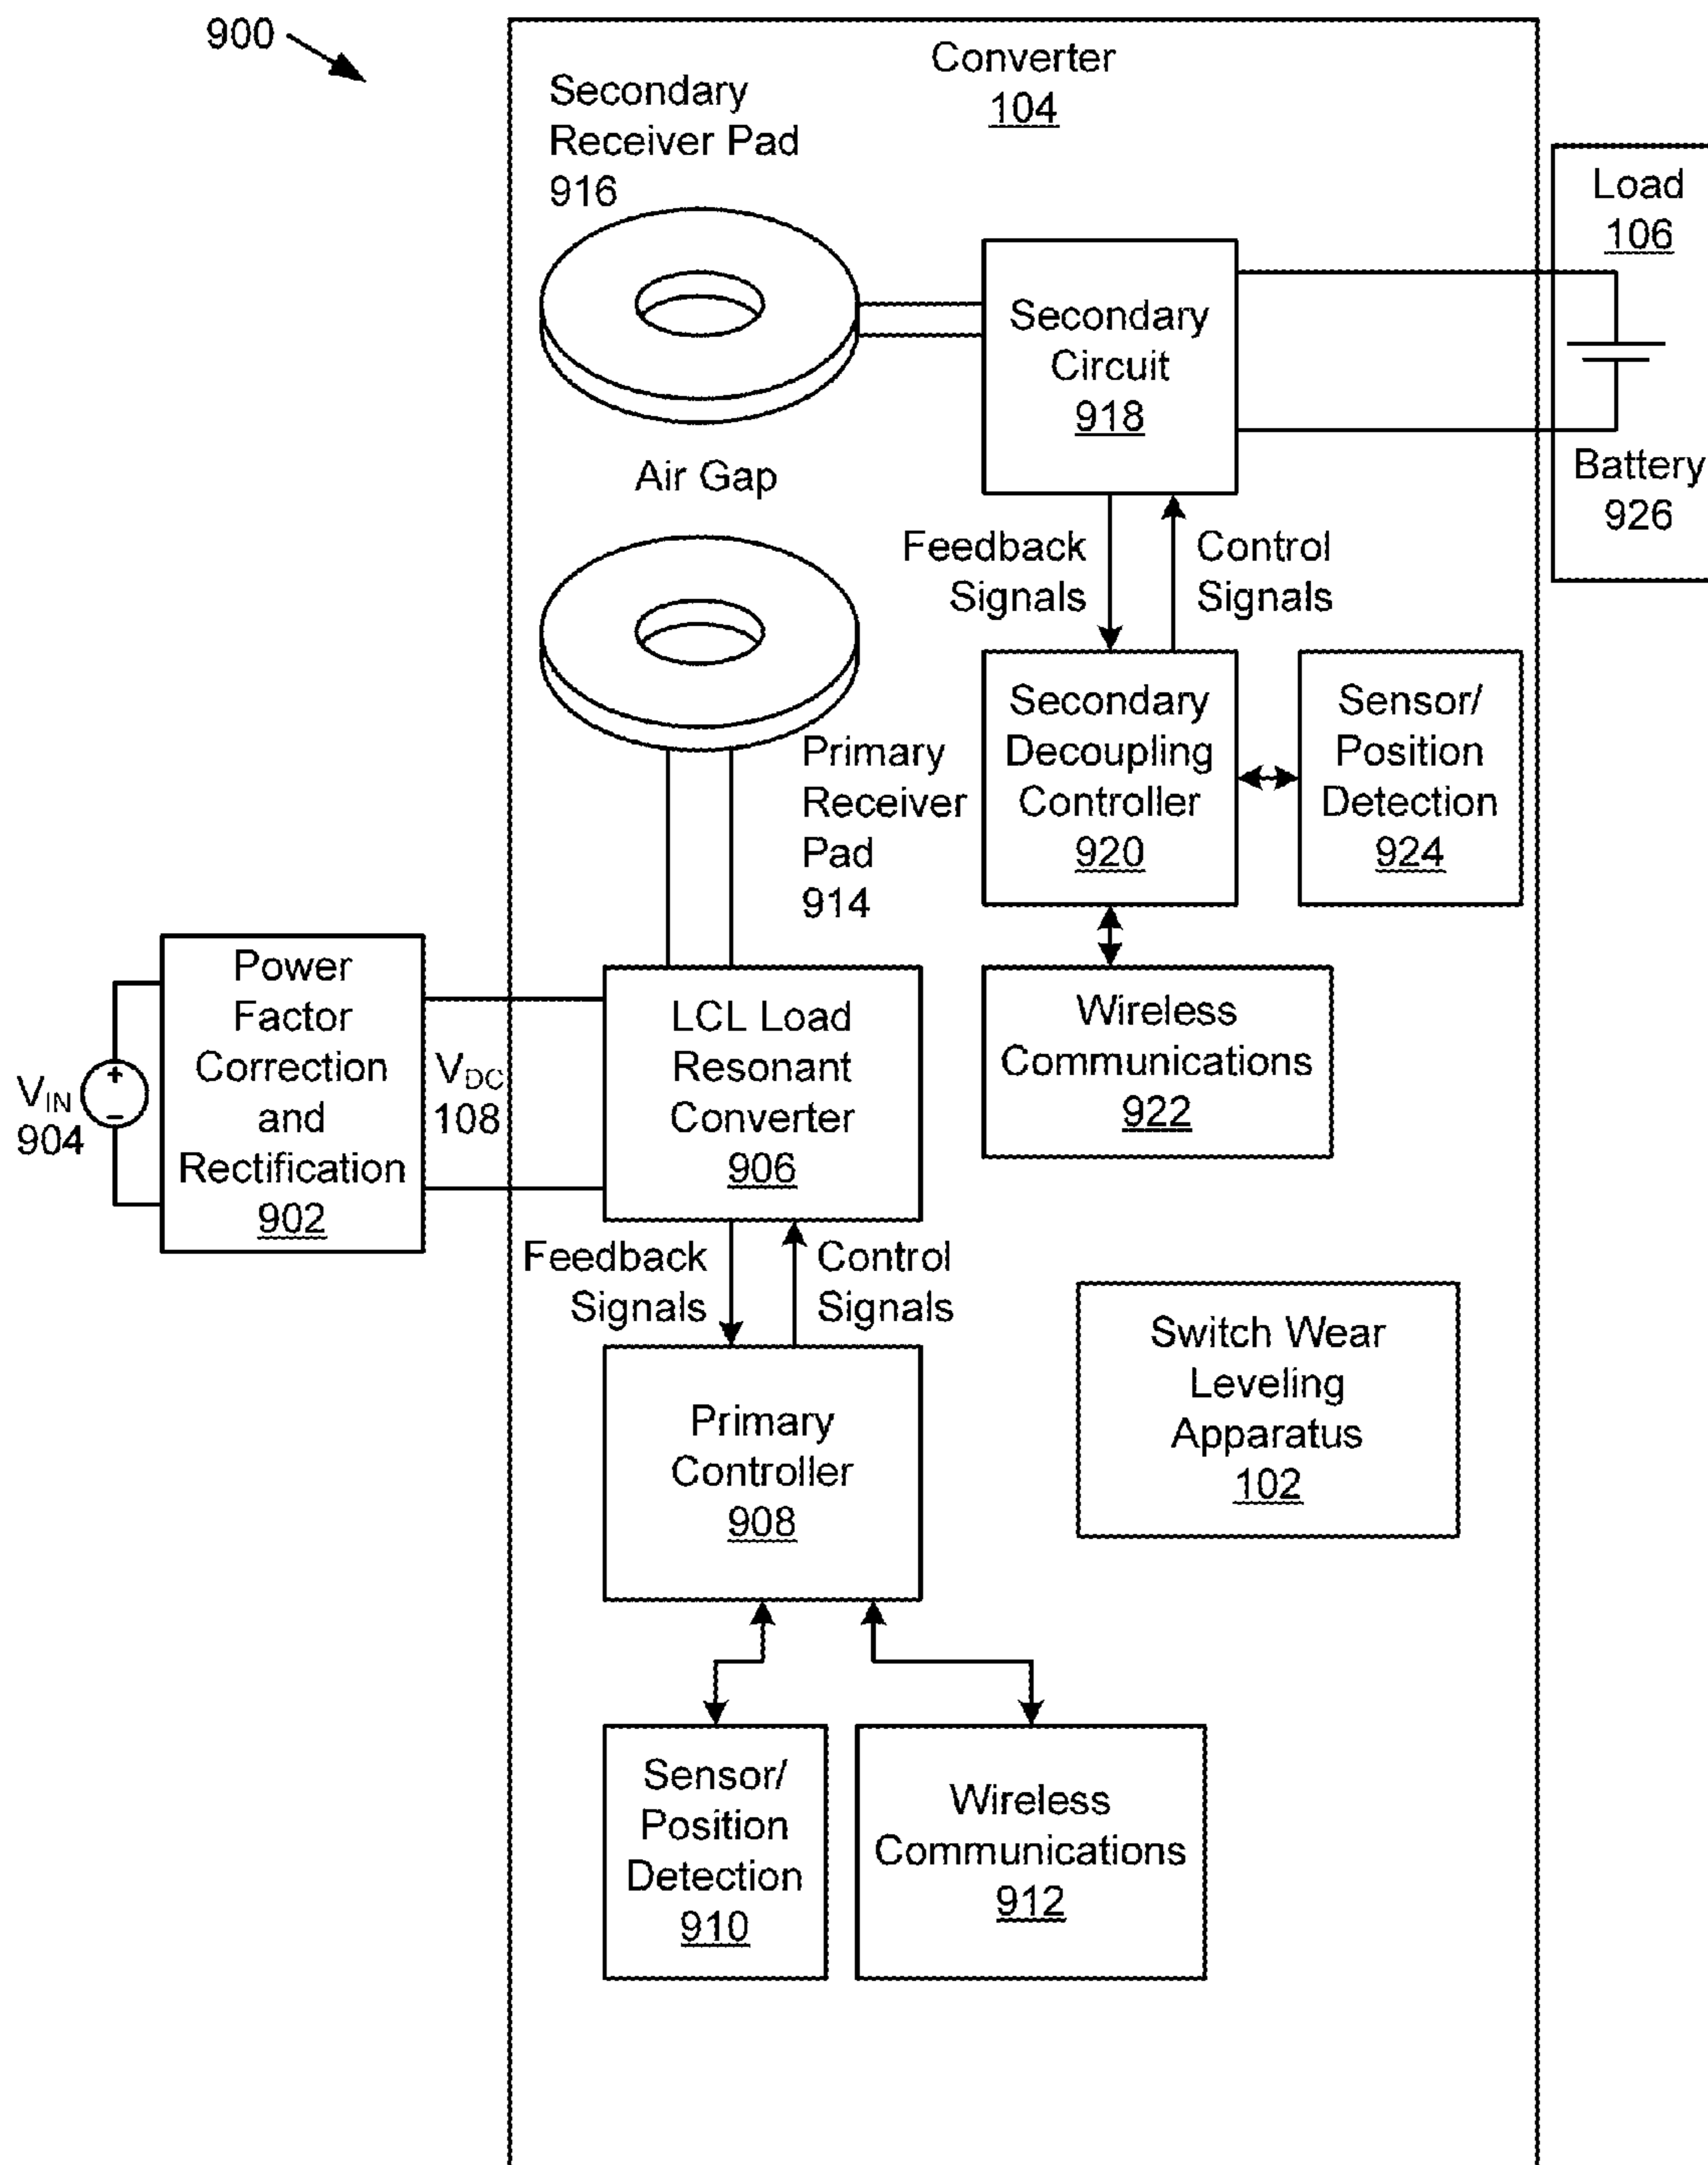 900
Converter
104
Secondary
Receiver Pad
916
Load
106
Secondary
Circuit
918
Air Gap
Battery
926
Feedback
Signals
Control
Signals
Secondary
Decoupling
Controller
920
Sensor/
Position
Detection
924
Primary
Receiver
Pad
914
Power
Factor
Correction
and
Rectification
902
+
−
VIN
904
VDC
108
LCL Load
Resonant
Converter
906
Wireless
Communications
922
Feedback
Signals
Control
Signals
Primary
Controller
908
Switch Wear
Leveling
Apparatus
102
Sensor/
Position
Detection
910
Wireless
Communications
912